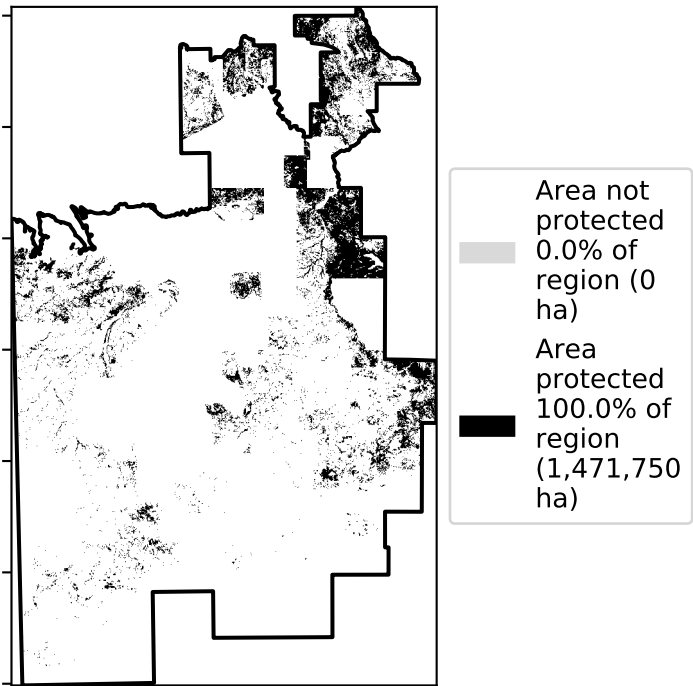 Area not
protected
0.0% of
region (0
ha)
Area
protected
100.0% of
region
(1,471,750
ha)